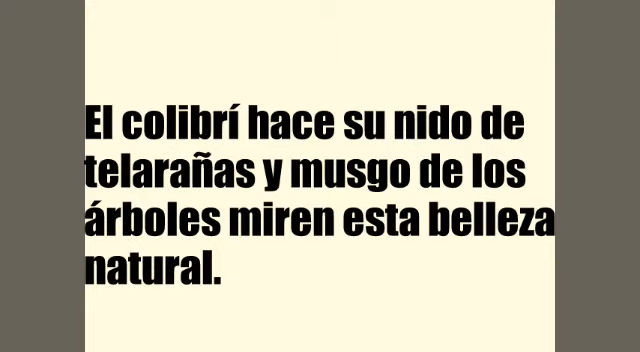 El colibrí hace su nido de
telarañas y musgo de los
árboles miren esta belleza
natural.